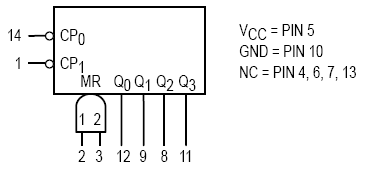 14 CP0 VCC = PIN 5
GND = PIN 10
1 CP1 NC = PIN 4, 6, 7, 13
MR Q0 Q1 Q2 Q3
1 2
2 3 12 9 8 11